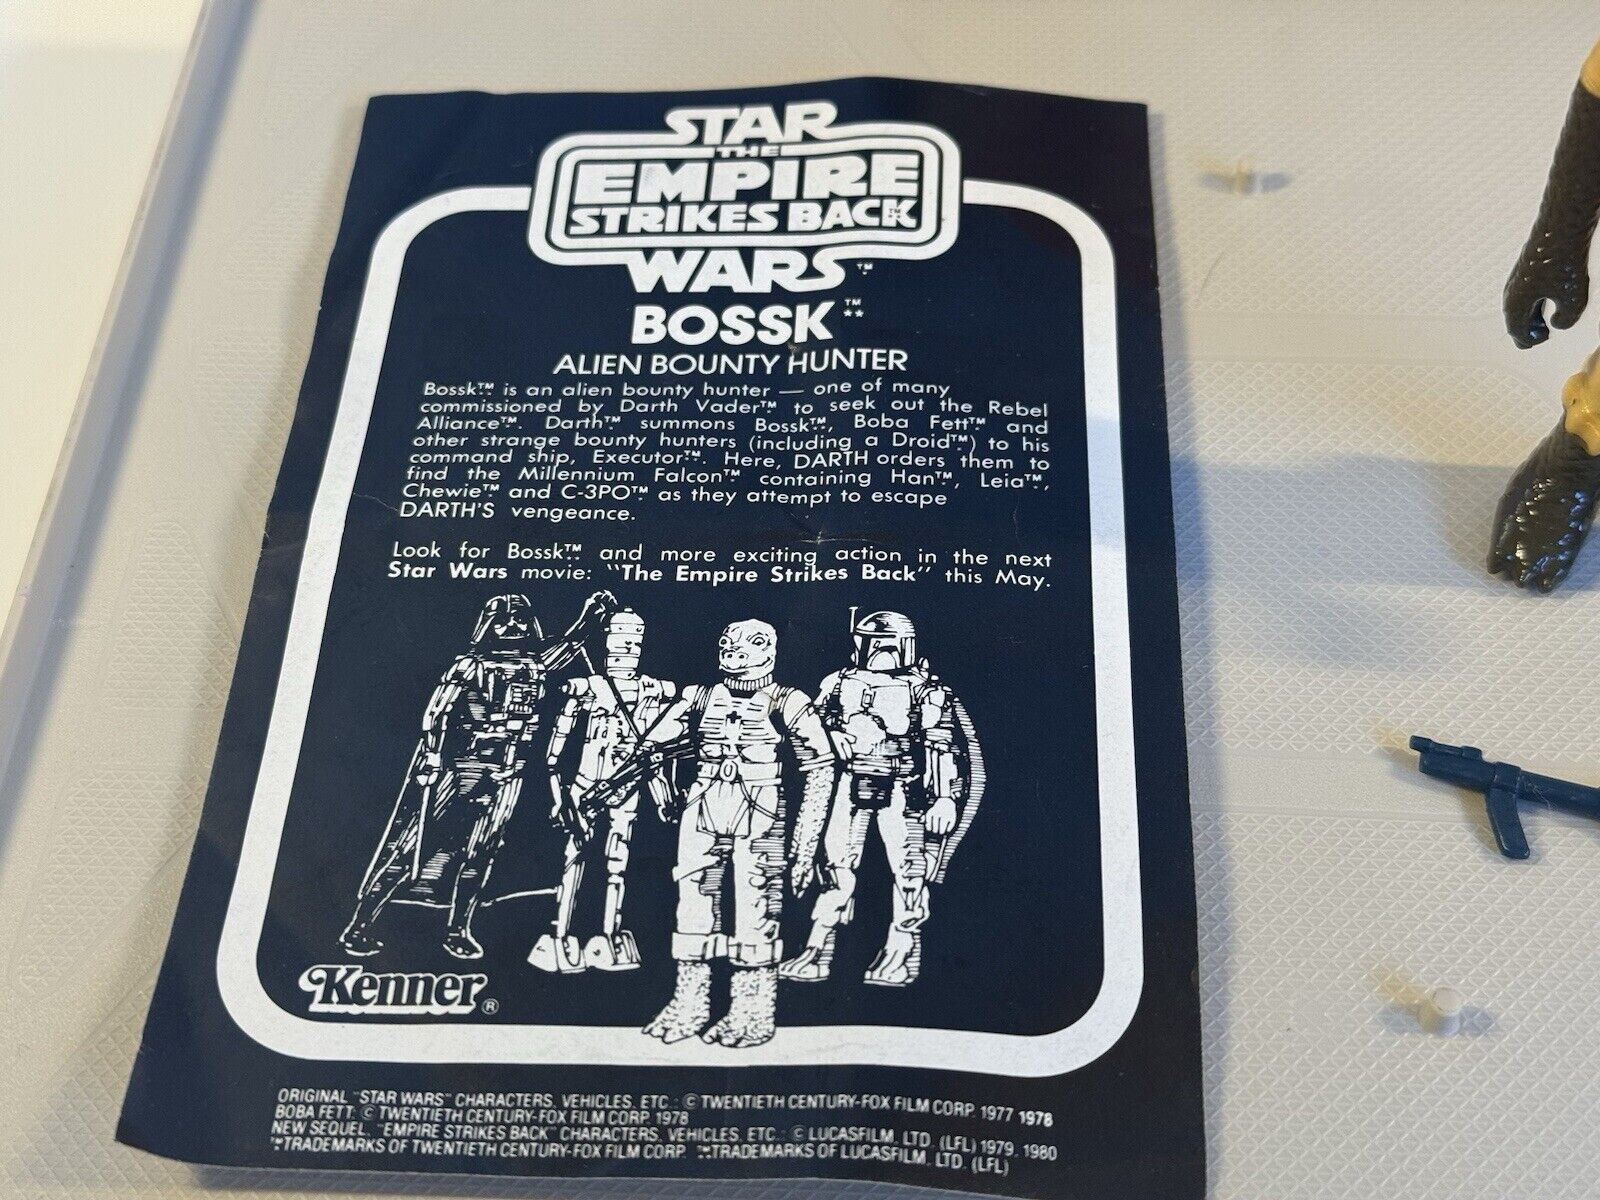 STAR
THE
EMPIRE
STRIKES BACK™
WARS™
BOSSK™**
ALIEN BOUNTY HUNTER
Bossk™** is an alien bounty hunter — one of many
commissioned by Darth Vader™* to seek out the Rebel
Alliance™*. Darth™* summons Bossk™**, Boba Fett™* and
other strange bounty hunters (including a Droid™*) to his
command ship, Executor™**. Here, DARTH orders them to
find the Millennium Falcon™* containing Han™*, Leia™*,
Chewie™* and C-3PO™* as they attempt to escape
DARTH'S vengeance.
Look for Bossk™** and more exciting action in the next
Star Wars movie: "The Empire Strikes Back" this May.
Kenner®
ORIGINAL "STAR WARS" CHARACTERS, VEHICLES, ETC.: © TWENTIETH CENTURY-FOX FILM CORP. 1977 1978
BOBA FETT: © TWENTIETH CENTURY-FOX FILM CORP. 1978
NEW SEQUEL, "EMPIRE STRIKES BACK" CHARACTERS, VEHICLES, ETC.: © LUCASFILM, LTD. (LFL) 1979, 1980
*™TRADEMARKS OF TWENTIETH CENTURY-FOX FILM CORP. **™TRADEMARKS OF LUCASFILM, LTD. (LFL)